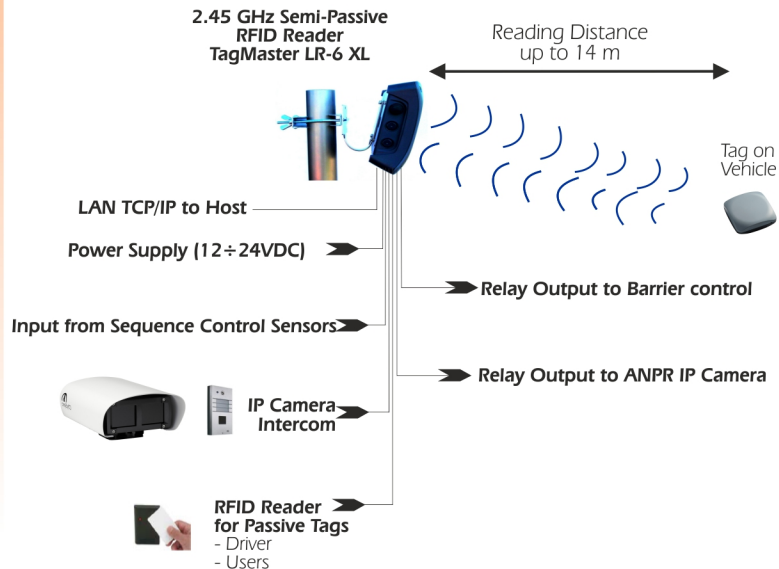 2.45 GHz Semi-Passive
RFID Reader
TagMaster LR-6 XL
Reading Distance
up to 14 m
Tag on
Vehicle
LAN TCP/IP to Host
Power Supply (12÷24VDC)
Relay Output to Barrier control
Input from Sequence Control Sensors
Relay Output to ANPR IP Camera
IP Camera
Intercom
RFID Reader
for Passive Tags
- Driver
- Users